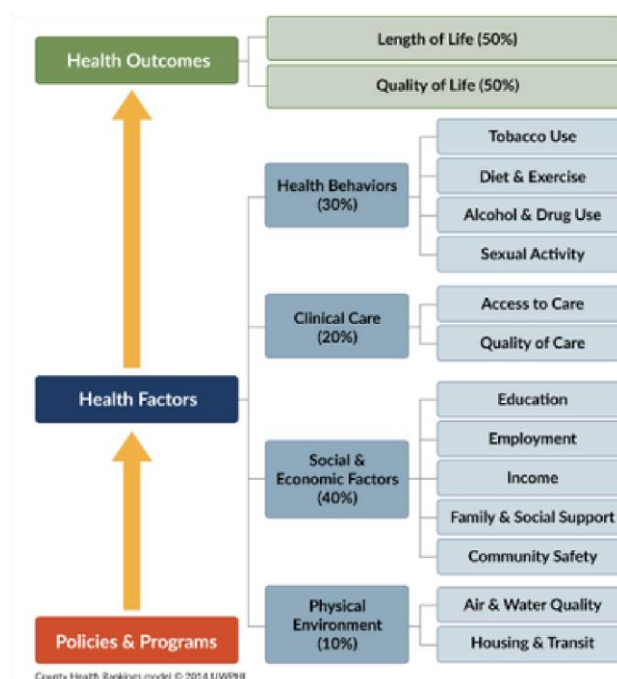 Health Outcomes
Length of Life (50%)
Quality of Life (50%)
Health Factors
Health Behaviors
(30%)
Tobacco Use
Diet & Exercise
Alcohol & Drug Use
Sexual Activity
Clinical Care
(20%)
Access to Care
Quality of Care
Social &
Economic Factors
(40%)
Education
Employment
Income
Family & Social Support
Community Safety
Physical
Environment
(10%)
Air & Water Quality
Housing & Transit
Policies & Programs
County Health Rankings model © 2014 UWPHI